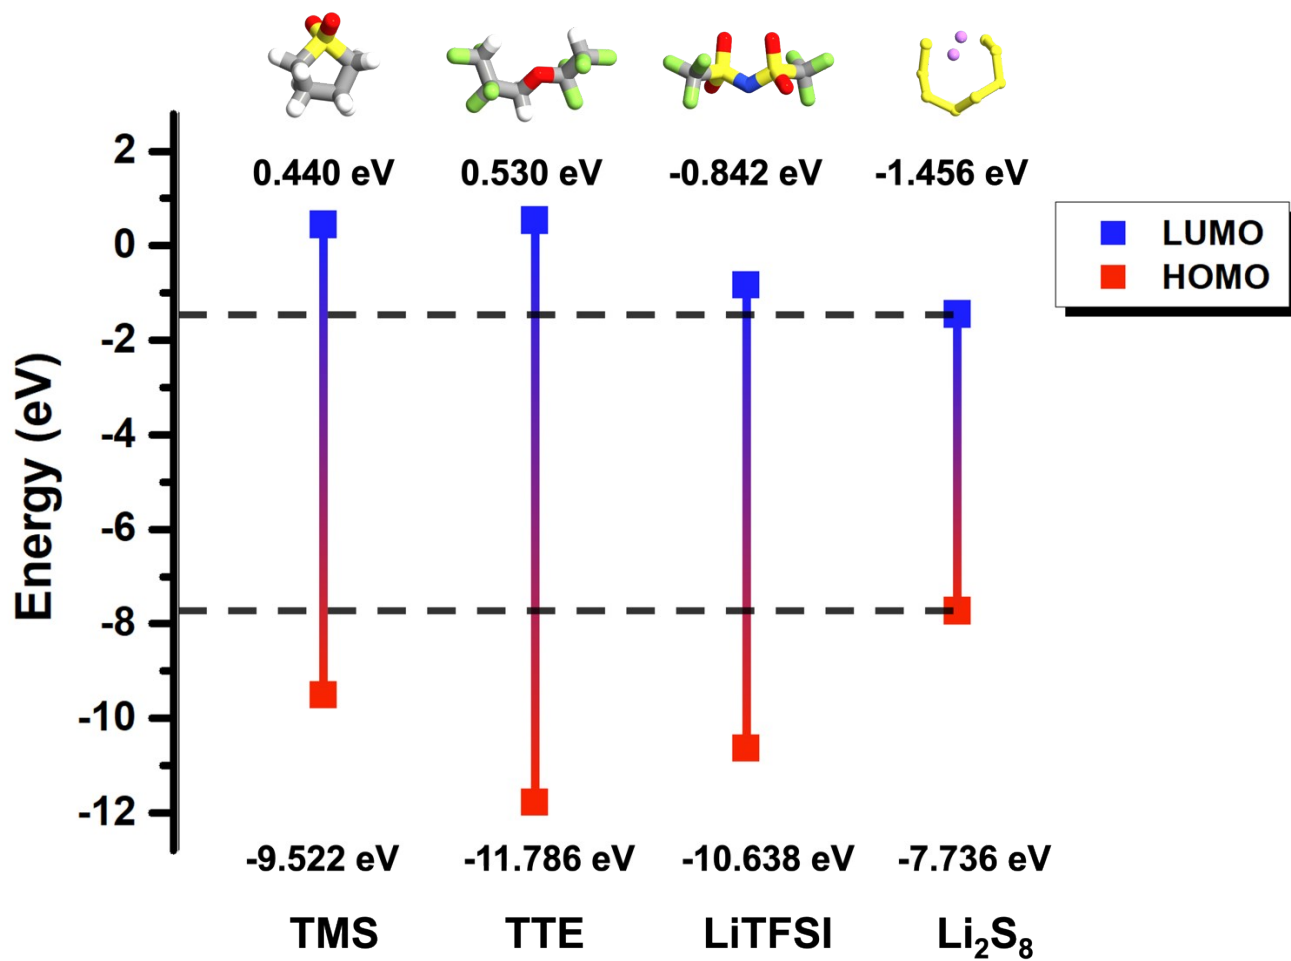 0.440 eV 0.530 eV -0.842 eV -1.456 eV
LUMO
HOMO
2
0
-2
-4
-6
-8
-10
-12
Energy (eV)
-9.522 eV -11.786 eV -10.638 eV -7.736 eV
TMS TTE LiTFSI Li₂S₈